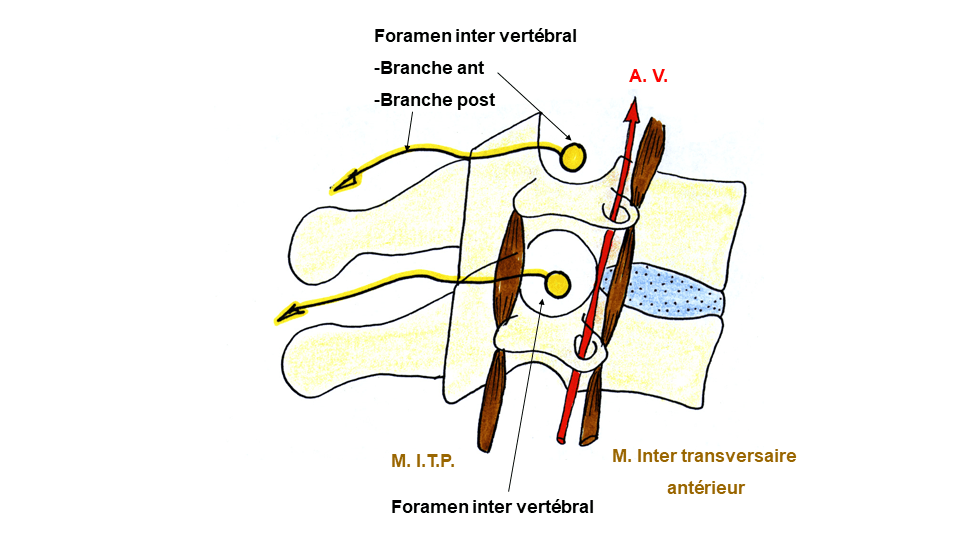 Foramen inter vertébral
-Branche ant
-Branche post
A. V.
M. I.T.P.
M. Inter transversaire
antérieur
Foramen inter vertébral